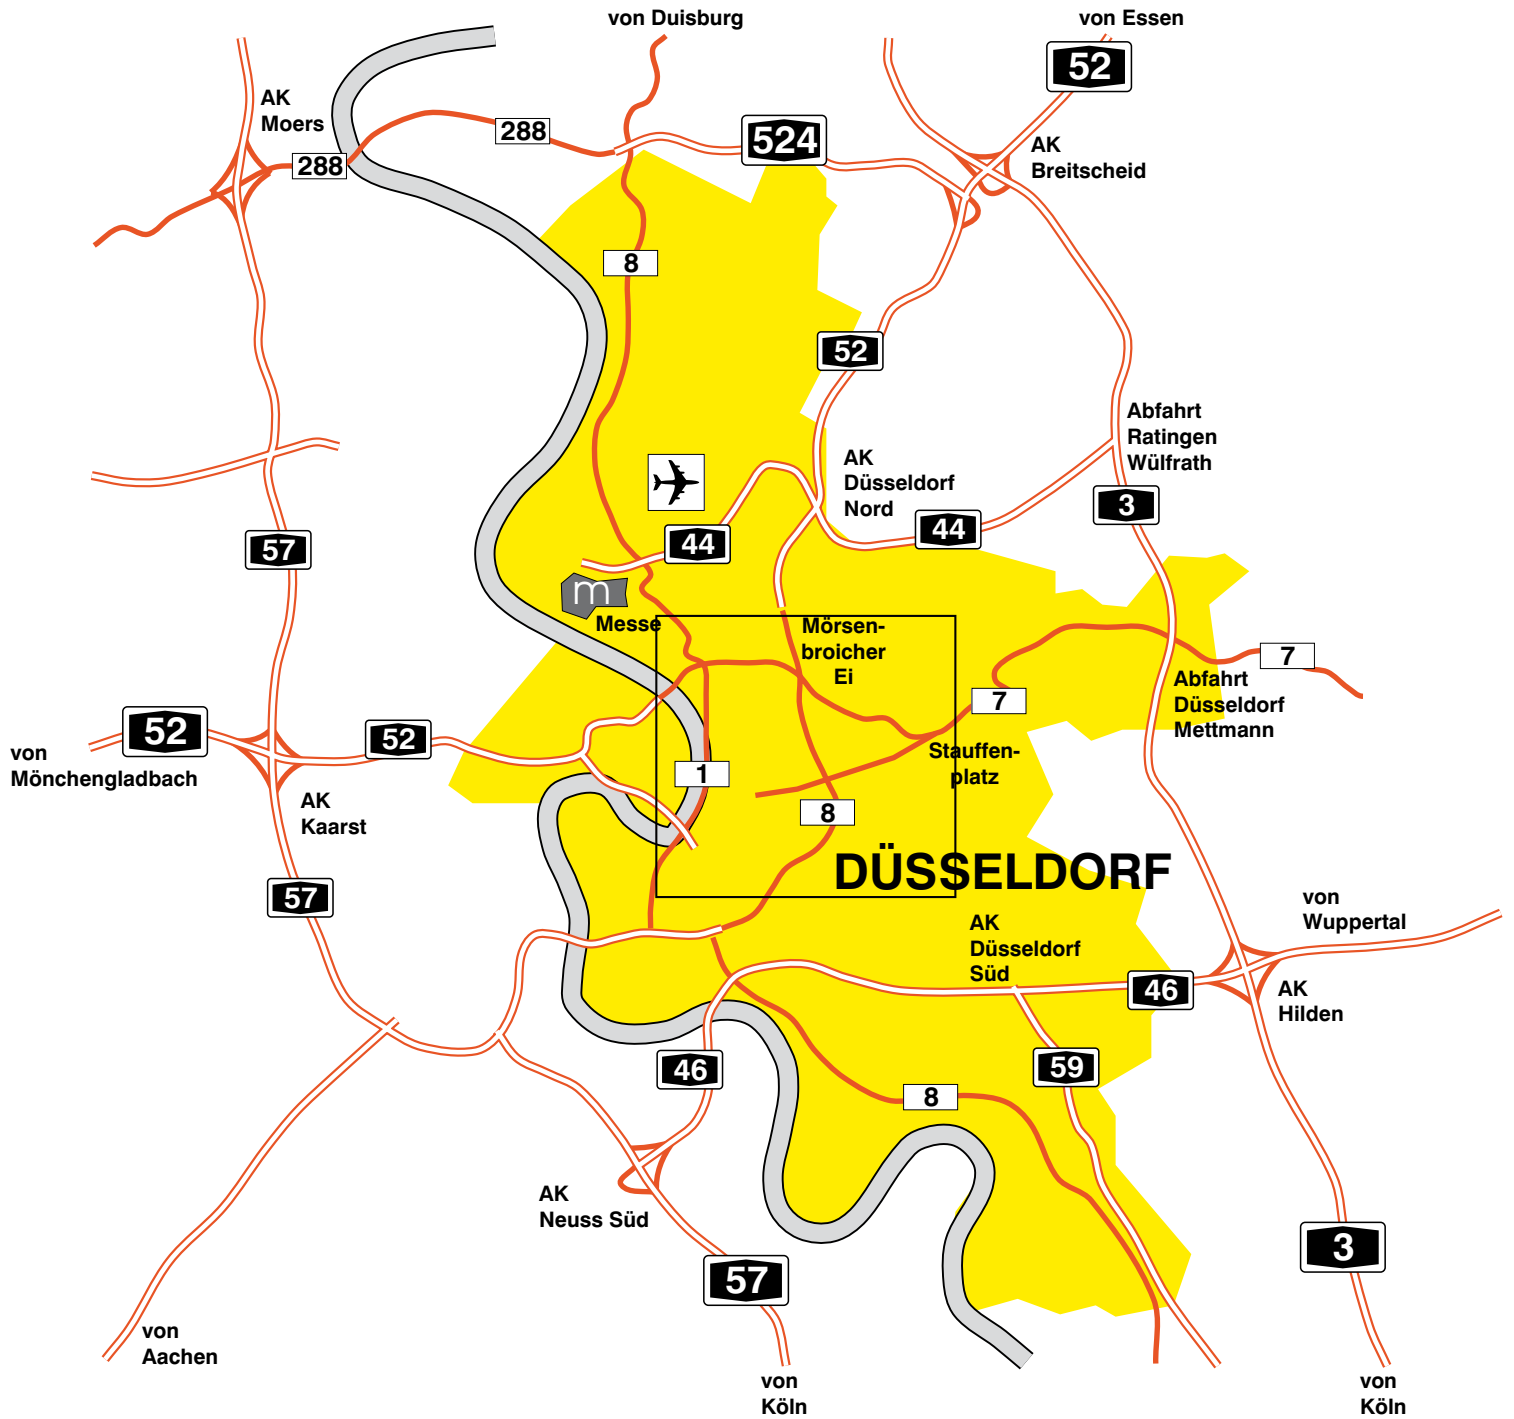 von Duisburg
von Essen
52
AK
Moers
288
288
524
AK
Breitscheid
8
52
Abfahrt
Ratingen
Wülfrath
AK
Düsseldorf
Nord
3
44
44
57
m
Messe
Mörsen-
broicher
Ei
7
7
Abfahrt
Düsseldorf
Mettmann
52
52
von
Mönchengladbach
Stauffen-
platz
1
8
AK
Kaarst
DÜSSELDORF
57
von
Wuppertal
AK
Düsseldorf
Süd
46
AK
Hilden
46
59
8
AK
Neuss Süd
3
57
von
Aachen
von
Köln
von
Köln